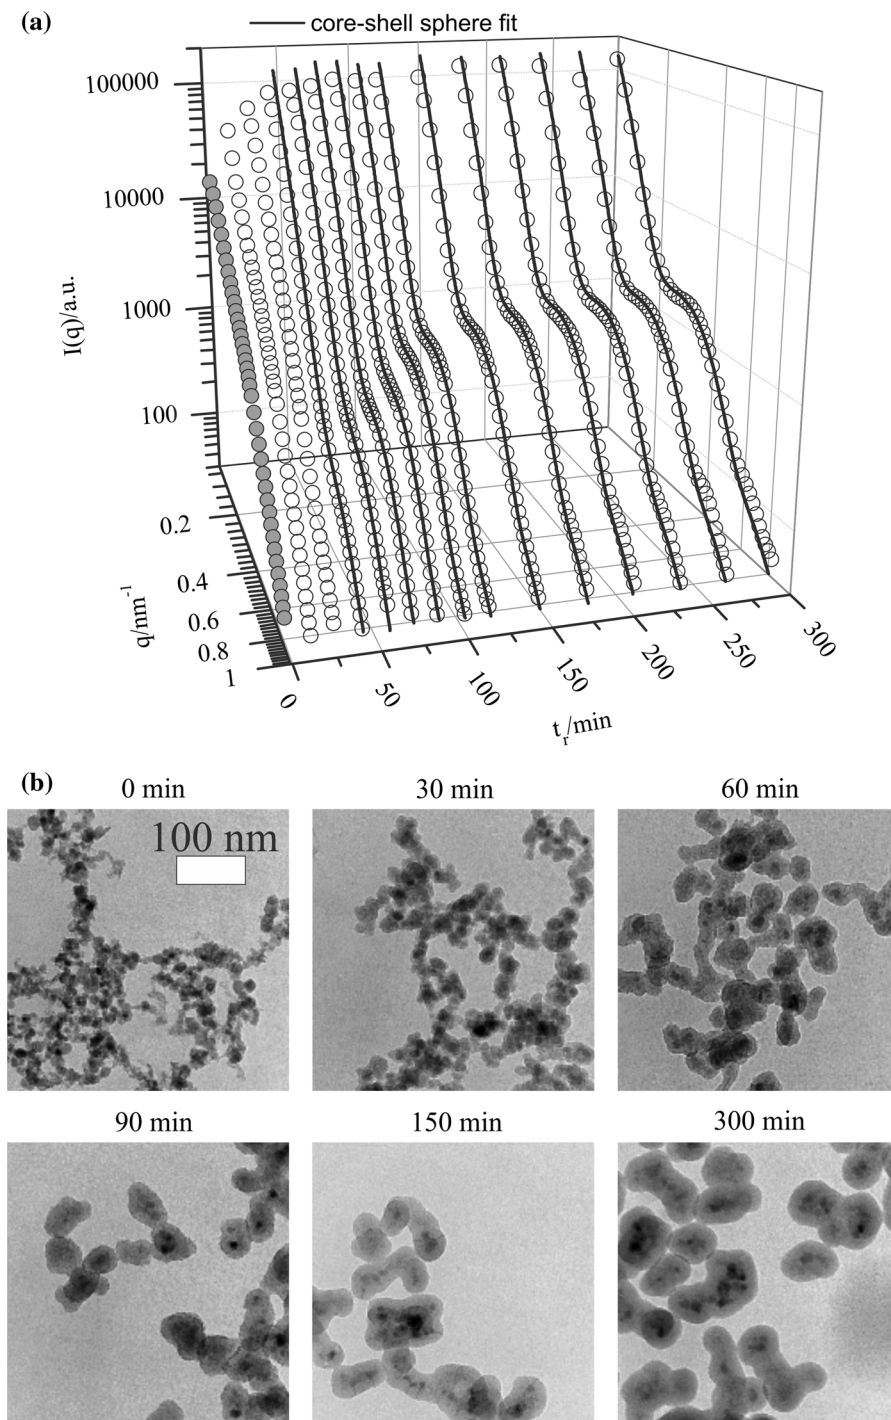 (a)
core-shell sphere fit
100000
10000
1000
100
I(q)/a.u.
0.2
0.4
0.6
0.8
1
q/nm-1
0
50
100
150
200
250
300
tr/min
(b)
0 min
30 min
60 min
100 nm
90 min
150 min
300 min